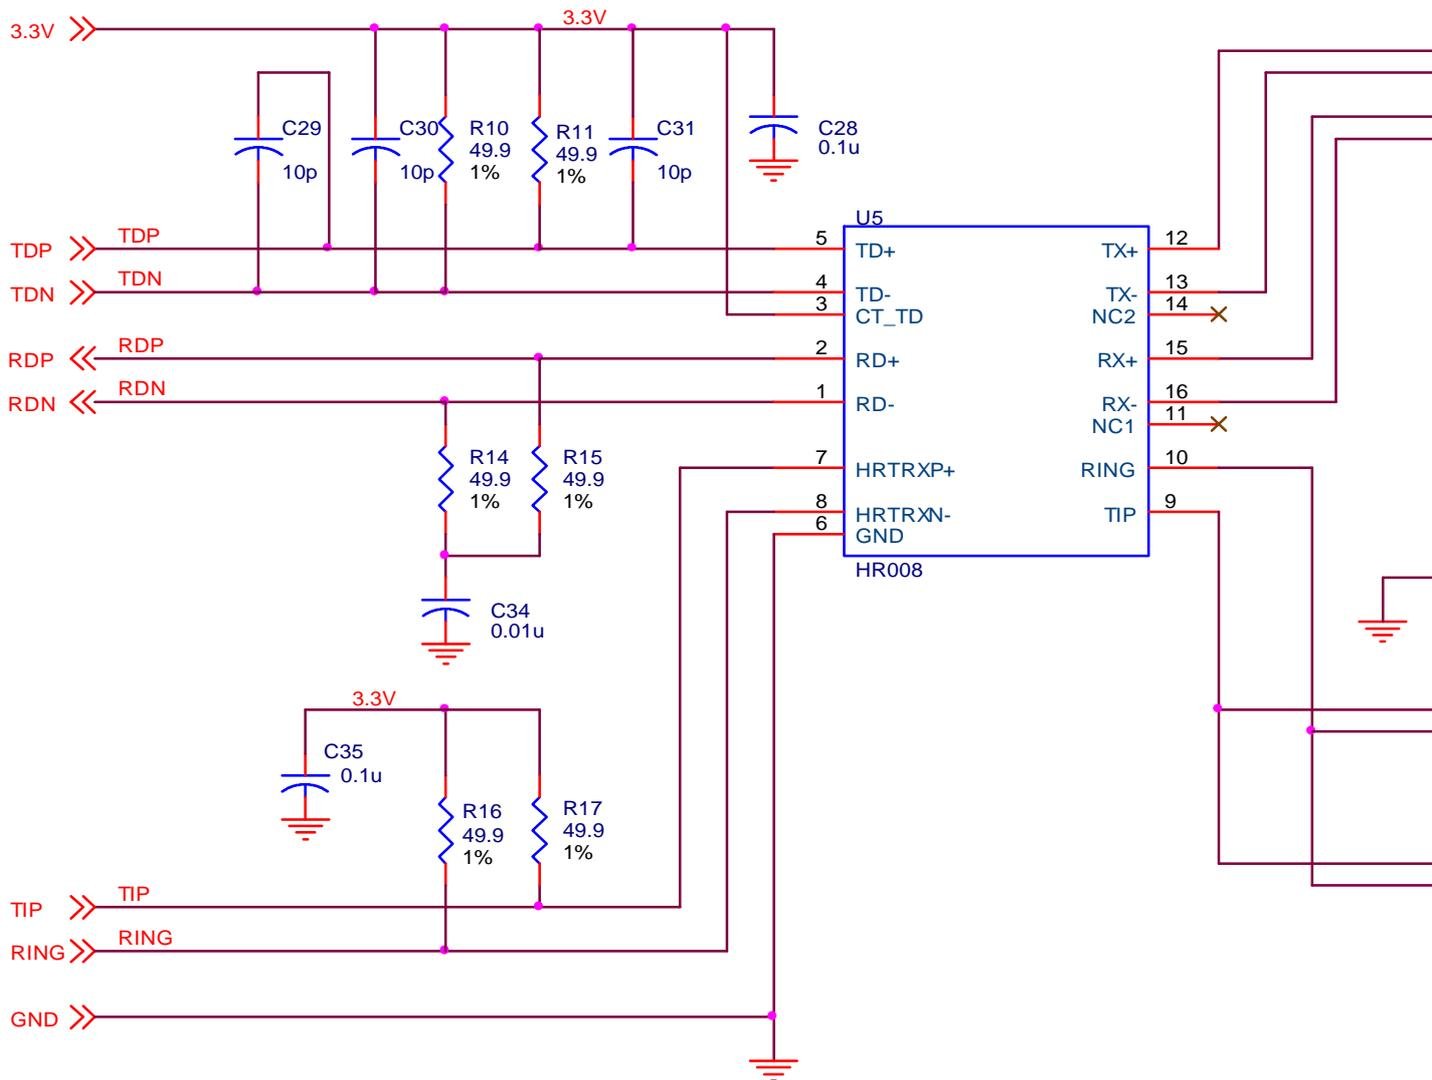 3.3V
3.3V
C29
10p
C30
10p
R10
49.9
1%
R11
49.9
1%
C31
10p
C28
0.1u
TDP
TDP
TDN
TDN
RDP
RDP
RDN
RDN
U5
5
TD+
4
TD-
3
CT_TD
2
RD+
1
RD-
7
HRTRXP+
8
HRTRXN-
6
GND
12
TX+
13
TX-
14
NC2
15
RX+
16
RX-
11
NC1
10
RING
9
TIP
HR008
R14
49.9
1%
R15
49.9
1%
C34
0.01u
3.3V
C35
0.1u
R16
49.9
1%
R17
49.9
1%
TIP
TIP
RING
RING
GND